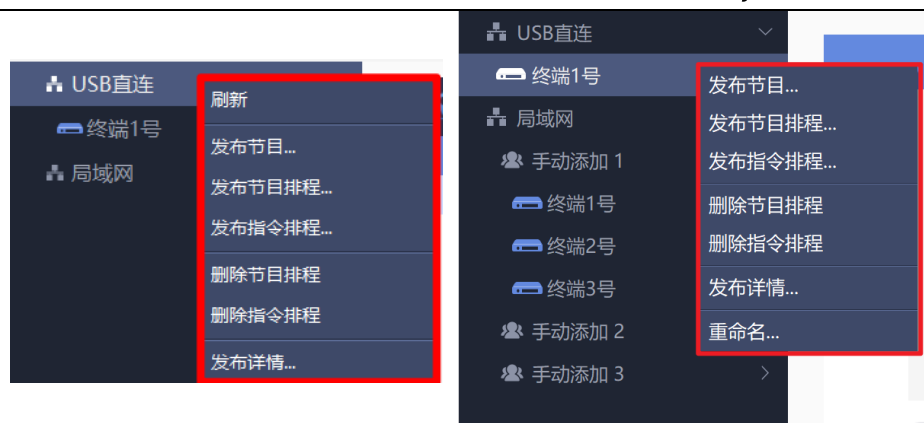 USB直连
终端1号
局域网
刷新
发布节目...
发布节目排程...
发布指令排程...
删除节目排程
删除指令排程
发布详情...
USB直连
终端1号
局域网
手动添加 1
终端1号
终端2号
终端3号
手动添加 2
手动添加 3
发布节目...
发布节目排程...
发布指令排程...
删除节目排程
删除指令排程
发布详情...
重命名...